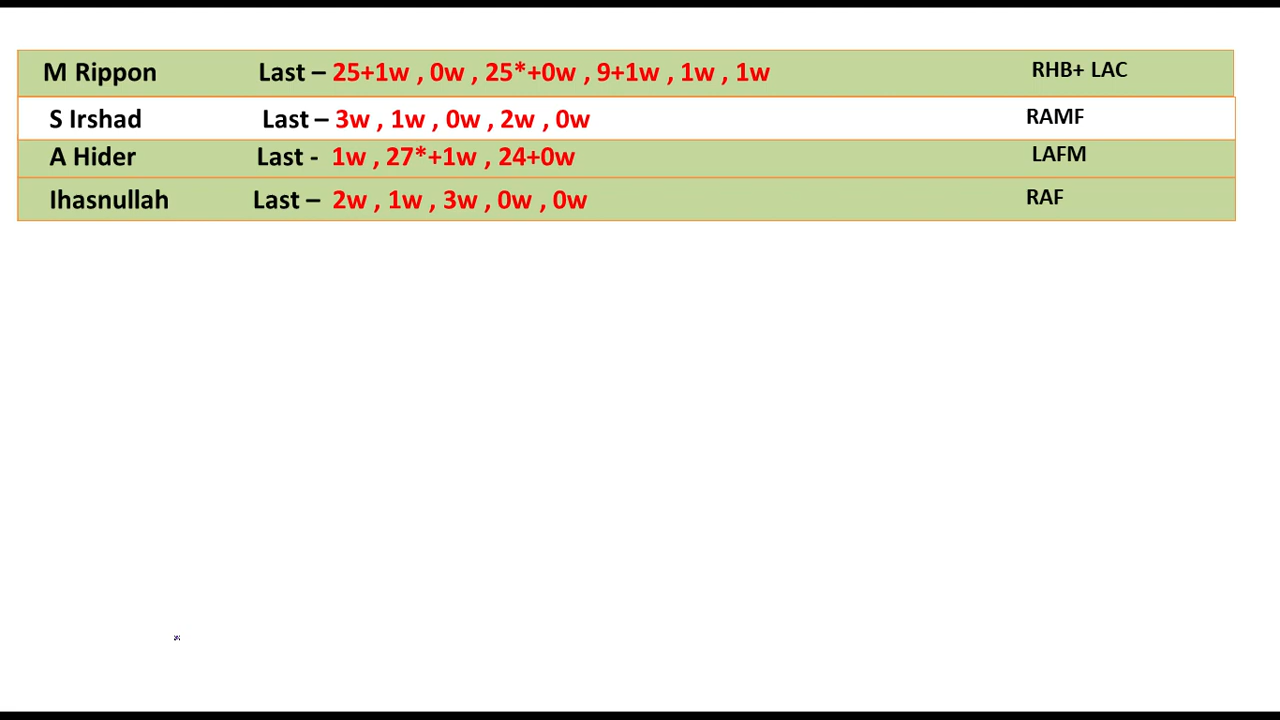 M Rippon Last – 25+1w , 0w , 25*+0w , 9+1w , 1w , 1w RHB+ LAC
S Irshad Last – 3w , 1w , 0w , 2w , 0w RAMF
A Hider Last - 1w , 27*+1w , 24+0w LAFM
Ihasnullah Last – 2w , 1w , 3w , 0w , 0w RAF